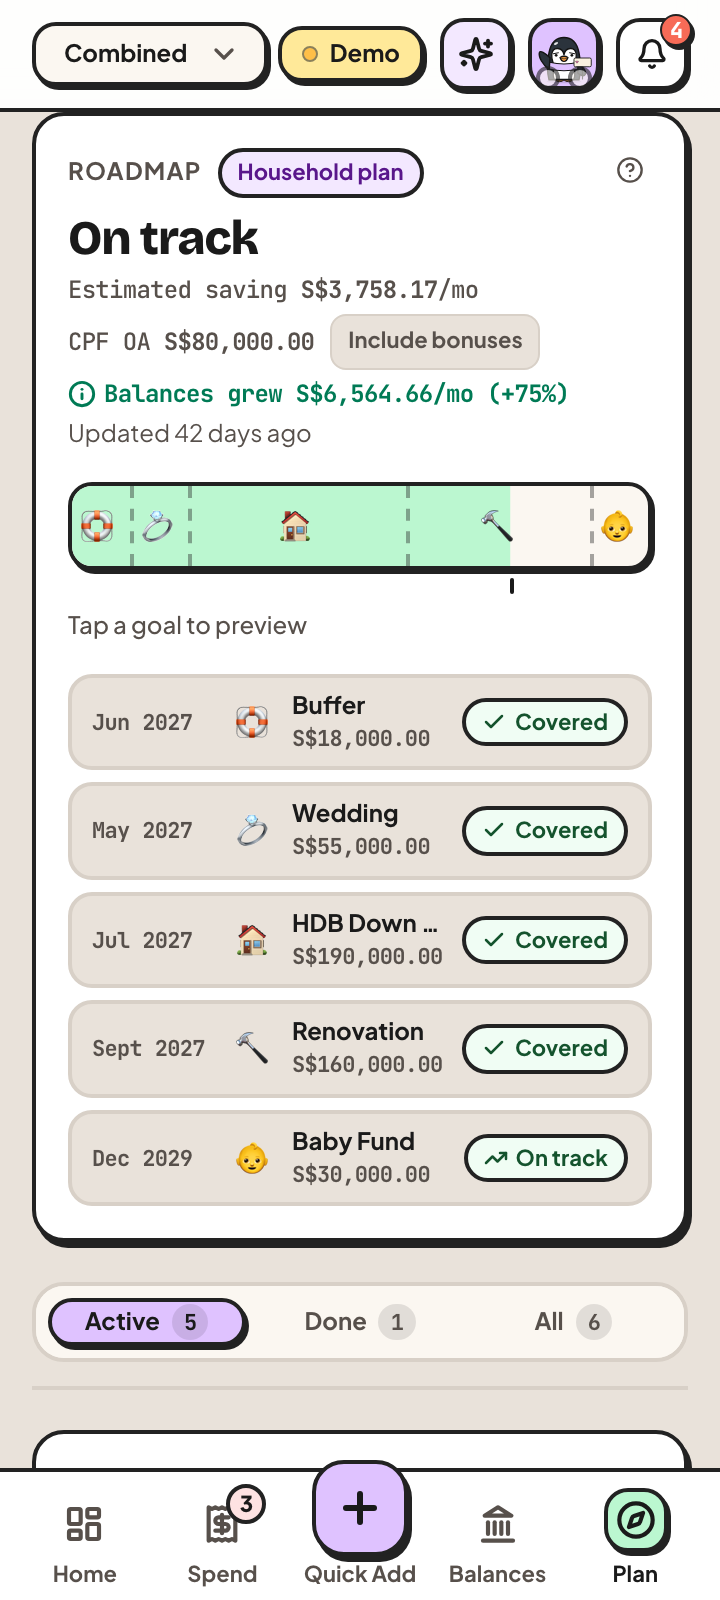 Combined
Demo
4
ROADMAP Household plan
On track
Estimated saving S$3,758.17/mo
CPF OA S$80,000.00 Include bonuses
Balances grew S$6,564.66/mo (+75%)
Updated 42 days ago
Tap a goal to preview
Jun 2027 Buffer Covered
S$18,000.00
May 2027 Wedding Covered
S$55,000.00
Jul 2027 HDB Down ... Covered
S$190,000.00
Sept 2027 Renovation Covered
S$160,000.00
Dec 2029 Baby Fund On track
S$30,000.00
Active 5 Done 1 All 6
3
Home Spend Quick Add Balances Plan